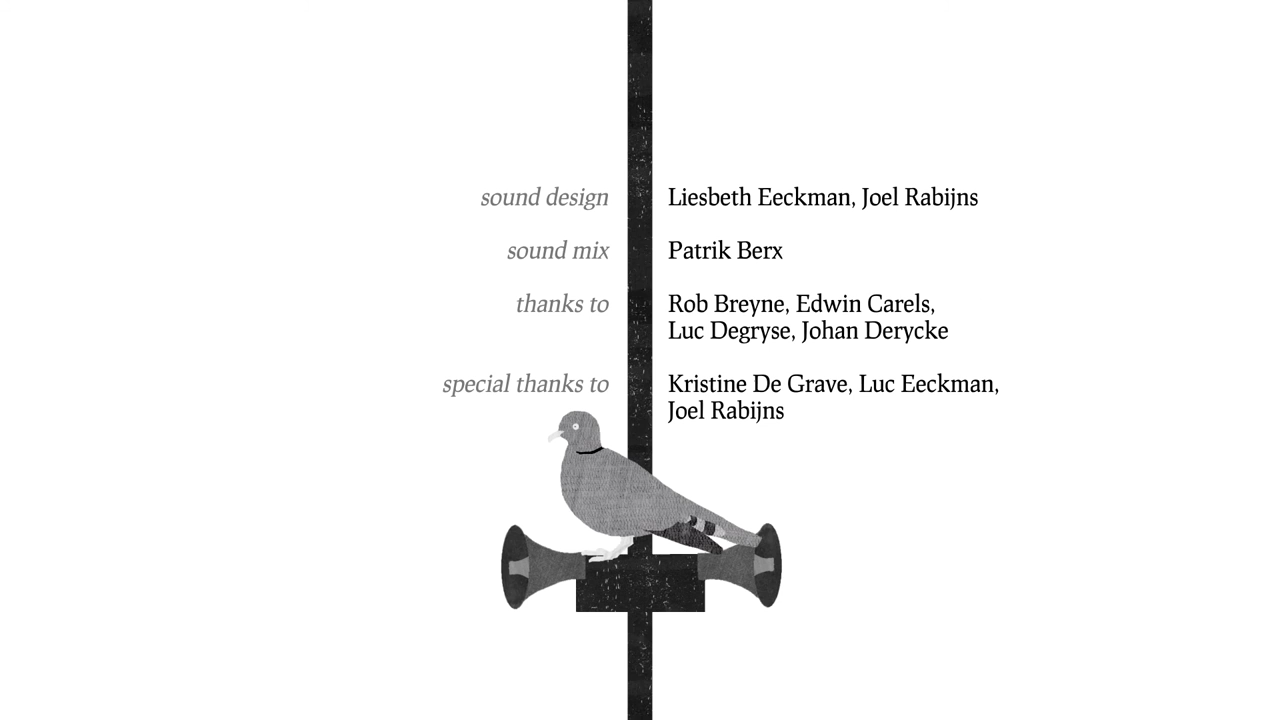 sound design Liesbeth Eeckman, Joel Rabijns
sound mix Patrik Berx
thanks to Rob Breyne, Edwin Carels,
Luc Degryse, Johan Derycke
special thanks to Kristine De Grave, Luc Eeckman,
Joel Rabijns